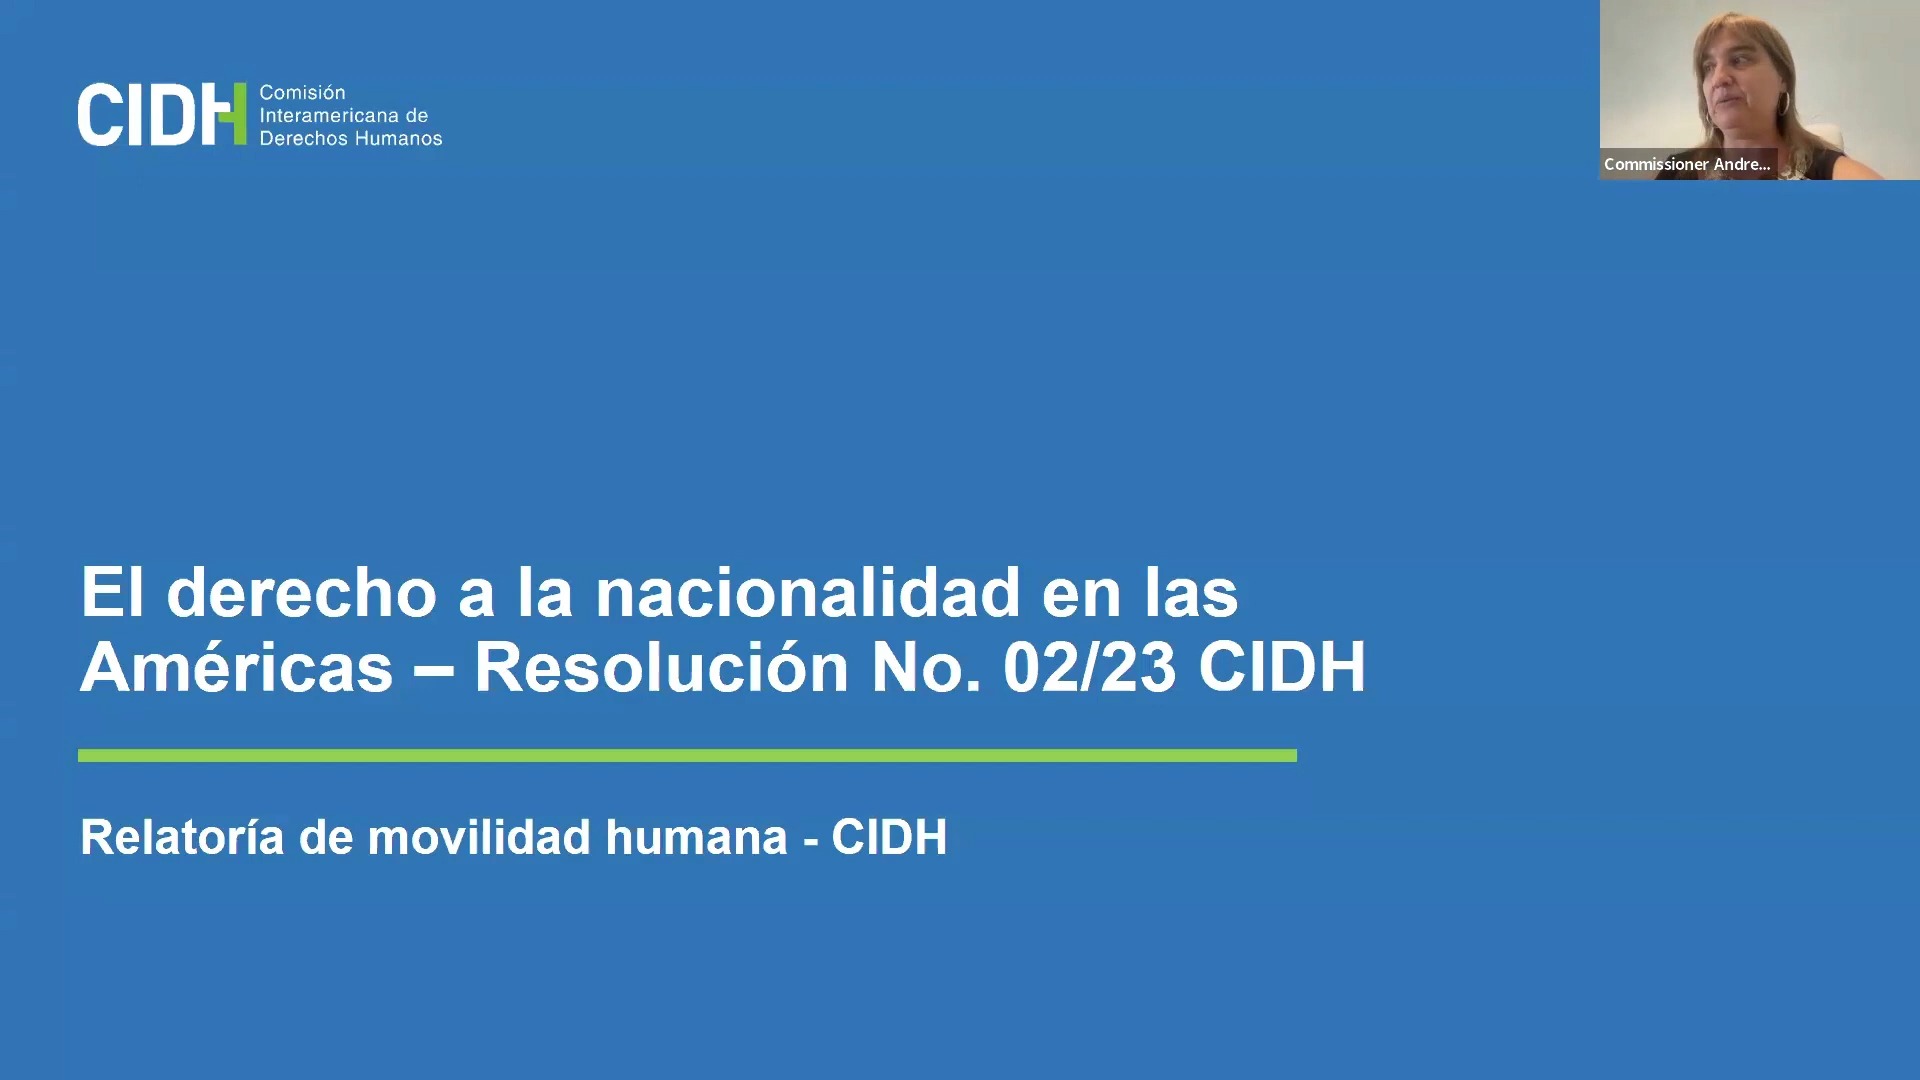 CIDH
Comisión
Interamericana de
Derechos Humanos
Commissioner Andre...
El derecho a la nacionalidad en las
Américas – Resolución No. 02/23 CIDH
Relatoría de movilidad humana - CIDH